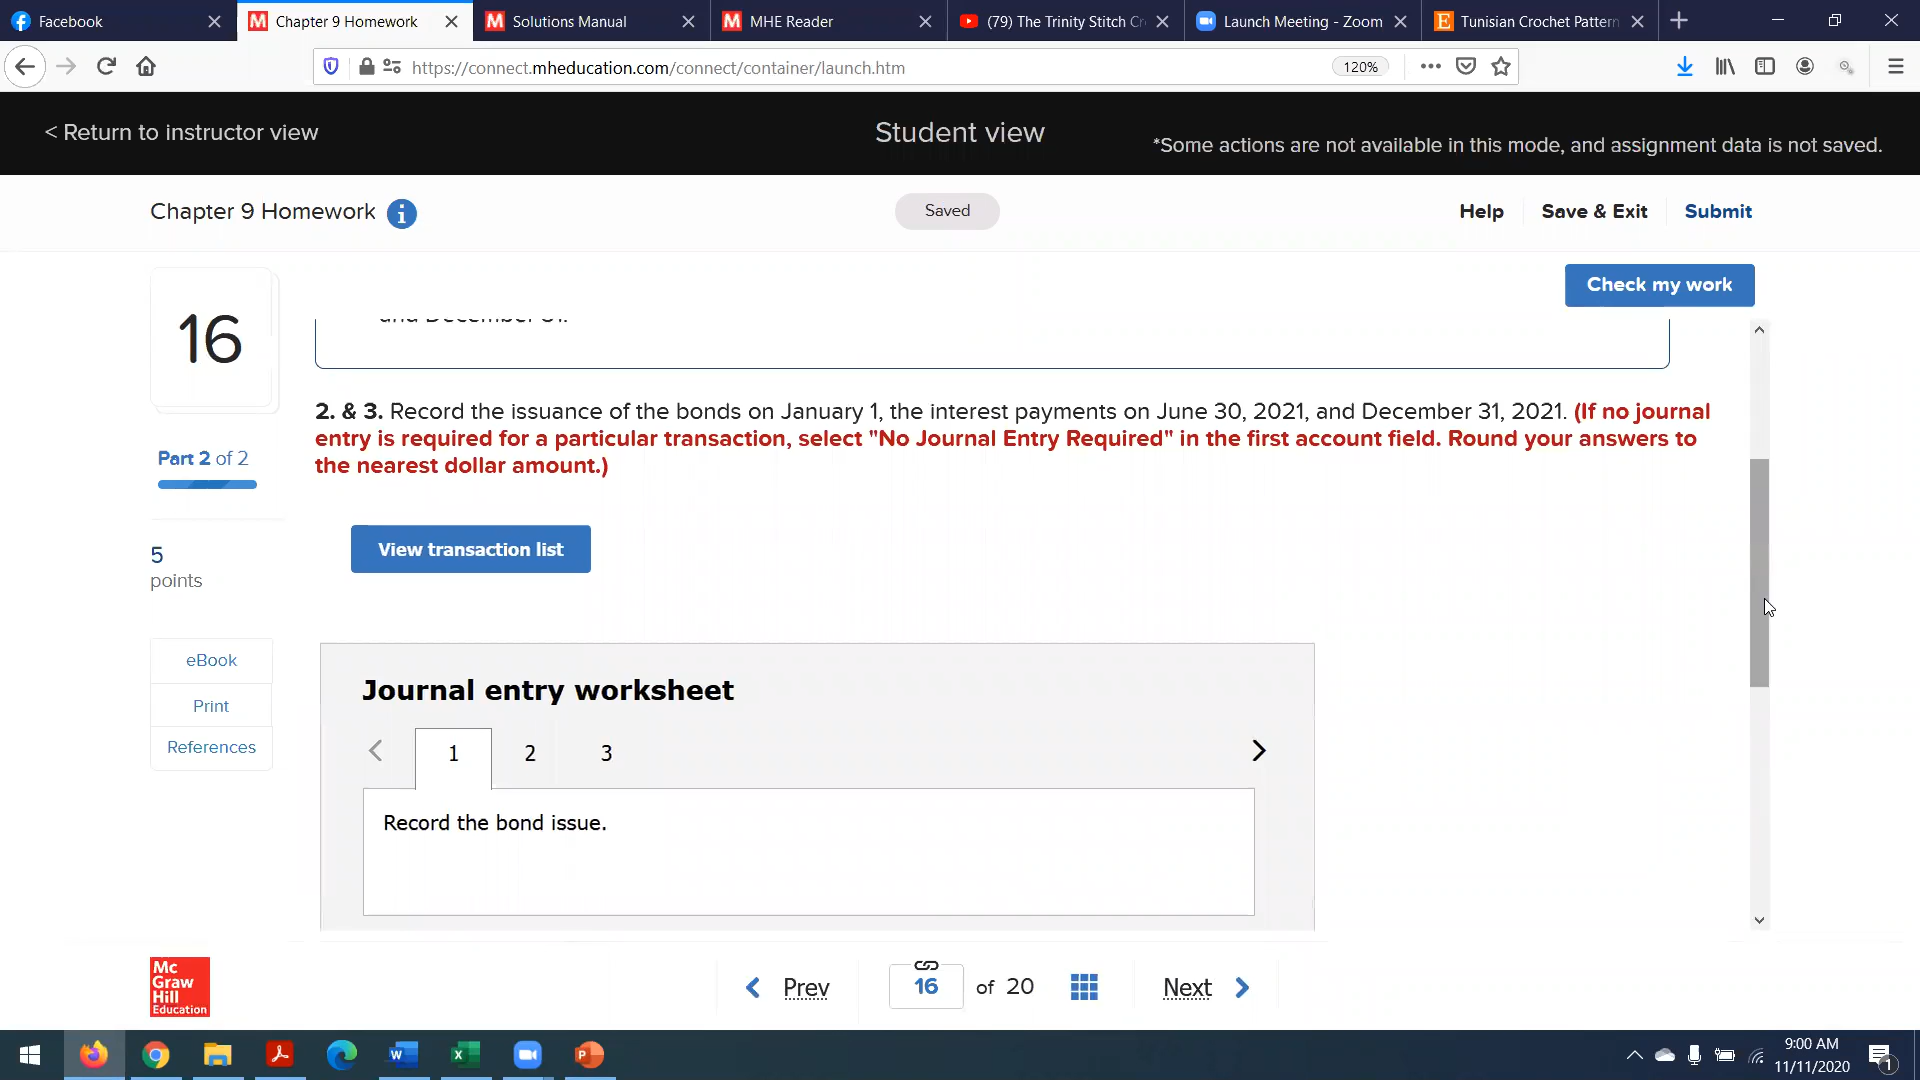 Facebook
Chapter 9 Homework
Solutions Manual
MHE Reader
(79) The Trinity Stitch Cr
Launch Meeting - Zoom
Tunisian Crochet Pattern
https://connect.mheducation.com/connect/container/launch.htm
120%
< Return to instructor view
Student view
*Some actions are not available in this mode, and assignment data is not saved.
Chapter 9 Homework
Saved
Help
Save & Exit
Submit
Check my work
16
and December 31.
2. & 3. Record the issuance of the bonds on January 1, the interest payments on June 30, 2021, and December 31, 2021. (If no journal
entry is required for a particular transaction, select "No Journal Entry Required" in the first account field. Round your answers to
the nearest dollar amount.)
Part 2 of 2
View transaction list
5
points
eBook
Print
References
Journal entry worksheet
1 2 3
Record the bond issue.
Mc
Graw
Hill
Education
Prev
16 of 20
Next
9:00 AM
11/11/2020
1